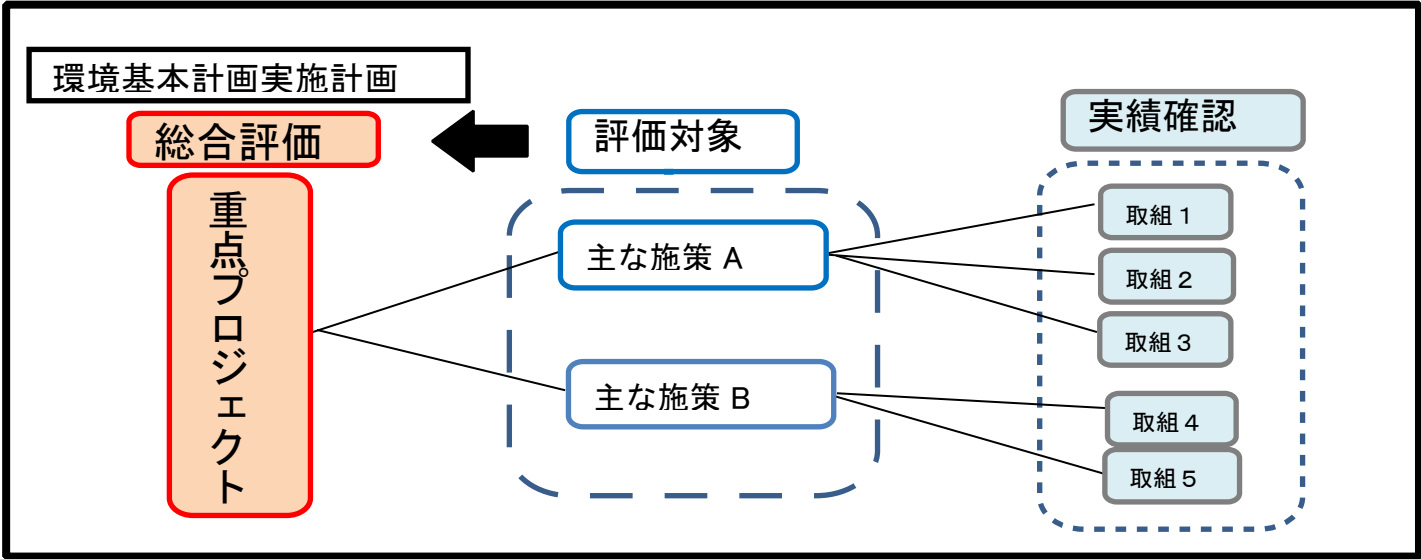 環境基本計画実施計画
総合評価
評価対象
実績確認
重点プロジェクト
主な施策 A
主な施策 B
取組１
取組２
取組３
取組４
取組５